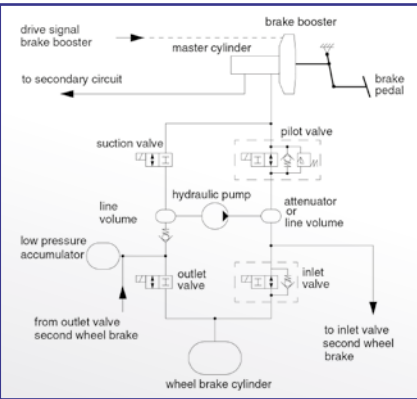 drive signal
brake booster
brake booster
master cylinder
to secondary circuit
brake
pedal
suction valve
pilot valve
line
volume
hydraulic pump
attenuator
or
line volume
low pressure
accumulator
outlet
valve
inlet
valve
from outlet valve
second wheel brake
to inlet valve
second wheel
brake
wheel brake cylinder